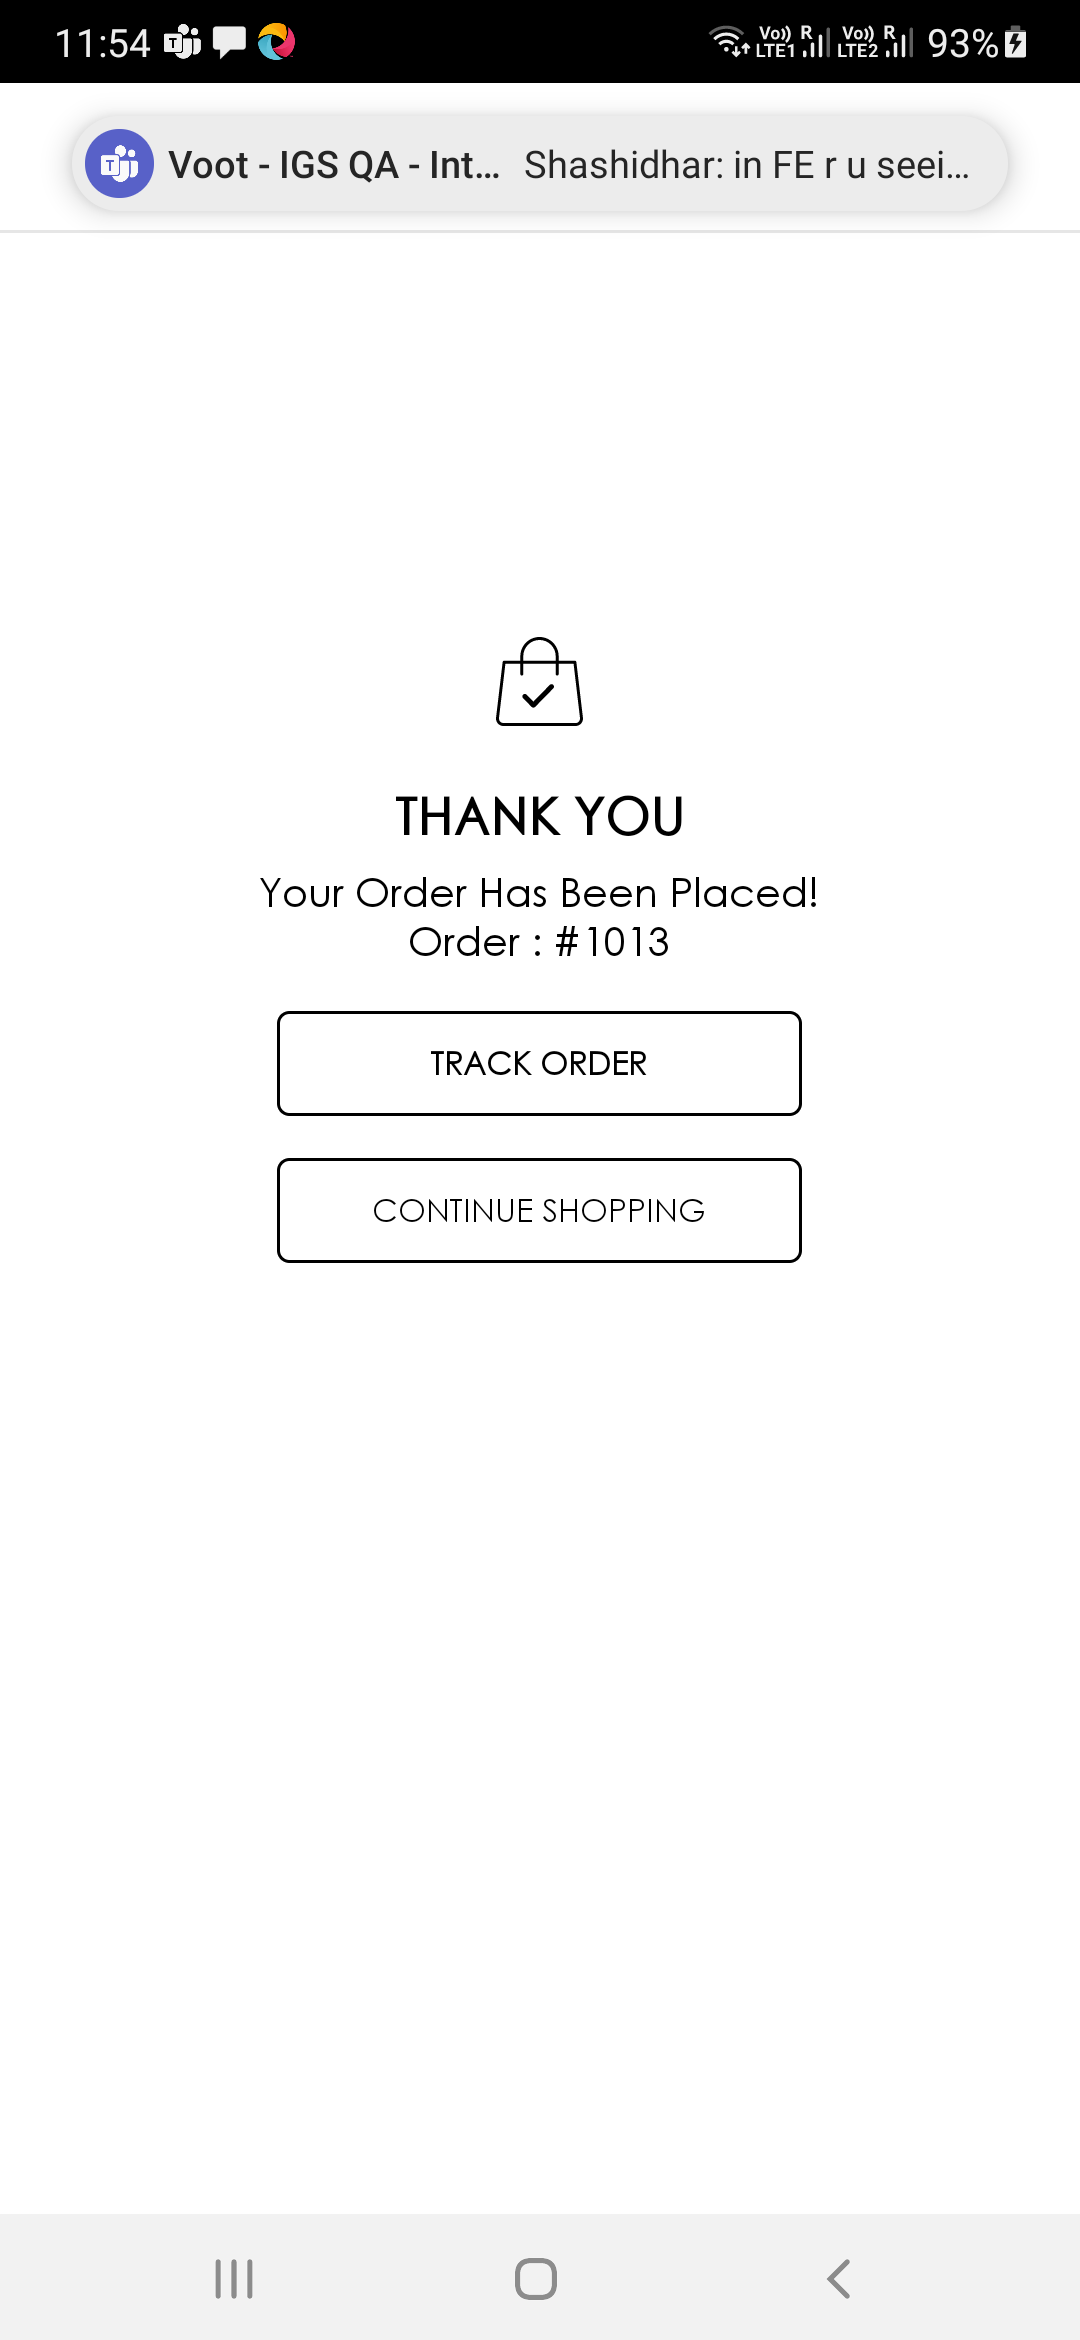 11:54
Vo)) R Vo)) R
LTE1 LTE2 93%
Voot - IGS QA - Int... Shashidhar: in FE r u seei...
THANK YOU
Your Order Has Been Placed!
Order : #1013
TRACK ORDER
CONTINUE SHOPPING